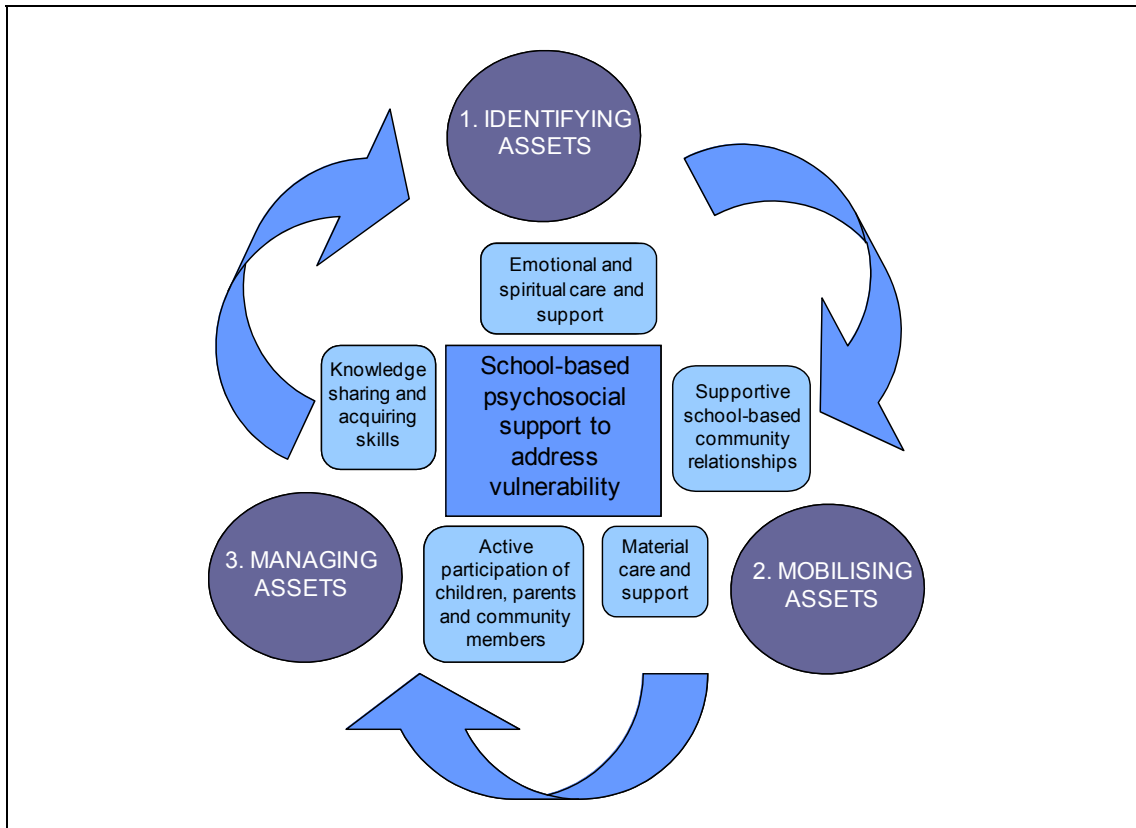 1. IDENTIFYING
ASSETS
Emotional and
spiritual care and
support
Knowledge
sharing and
acquiring
skills
School-based
psychosocial
support to
address
vulnerability
Supportive
school-based
community
relationships
3. MANAGING
ASSETS
Active
participation of
children, parents
and community
members
Material
care and
support
2. MOBILISING
ASSETS